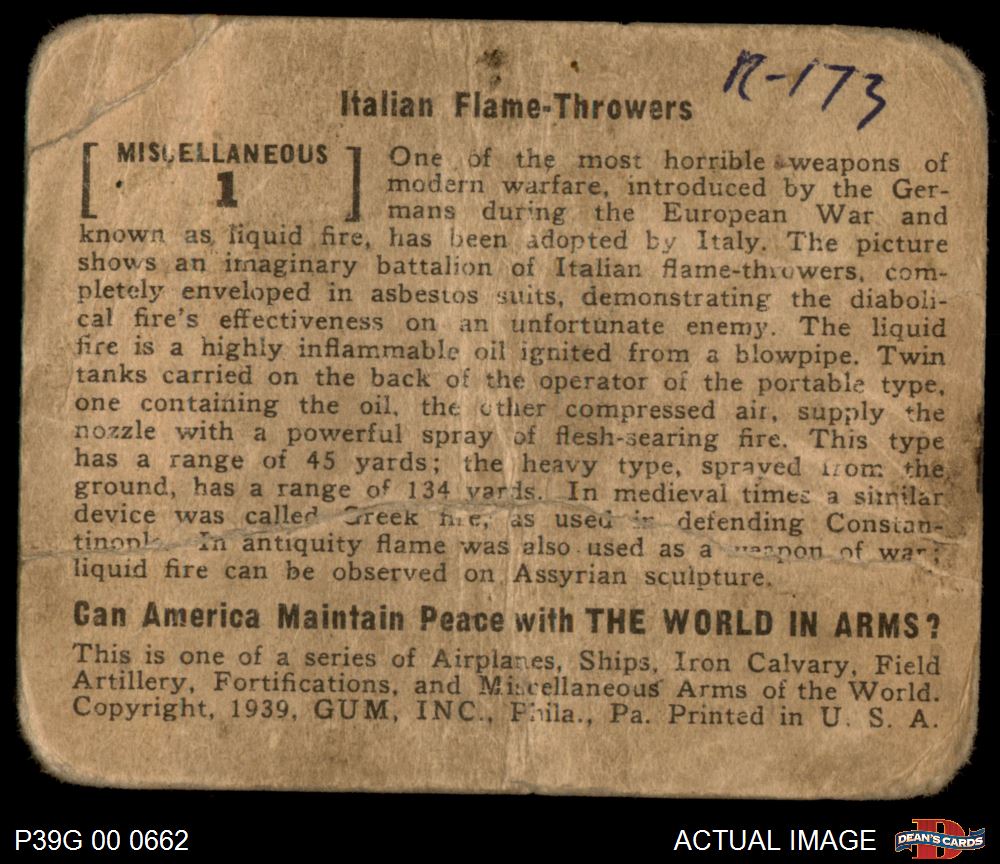 R-173
Italian Flame-Throwers
MISCELLANEOUS
1
One of the most horrible weapons of
modern warfare, introduced by the Ger-
mans during the European War and
known as liquid fire, has been adopted by Italy. The picture
shows an imaginary battalion of Italian flame-throwers, com-
pletely enveloped in asbestos suits, demonstrating the diaboli-
cal fire's effectiveness on an unfortunate enemy. The liquid
fire is a highly inflammable oil ignited from a blowpipe. Twin
tanks carried on the back of the operator of the portable type,
one containing the oil, the other compressed air, supply the
nozzle with a powerful spray of flesh-searing fire. This type
has a range of 45 yards; the heavy type, sprayed from the
ground, has a range of 134 yards. In medieval times a similar
device was called Greek fire, as used in defending Constan-
tinople. In antiquity flame was also used as a weapon of war;
liquid fire can be observed on Assyrian sculpture.
Can America Maintain Peace with THE WORLD IN ARMS?
This is one of a series of Airplanes, Ships, Iron Calvary, Field
Artillery, Fortifications, and Miscellaneous Arms of the World.
Copyright, 1939, GUM, INC., Phila., Pa. Printed in U. S. A.
P39G 00 0662
ACTUAL IMAGE
DEAN'S CARDS